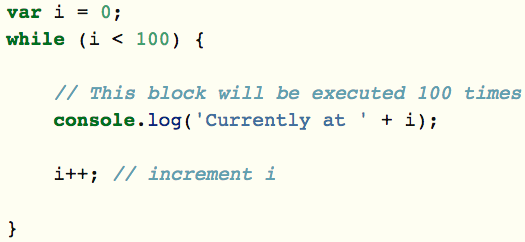 var i = 0;
while (i < 100) {
// This block will be executed 100 times
console.log('Currently at ' + i);
i++; // increment i
}